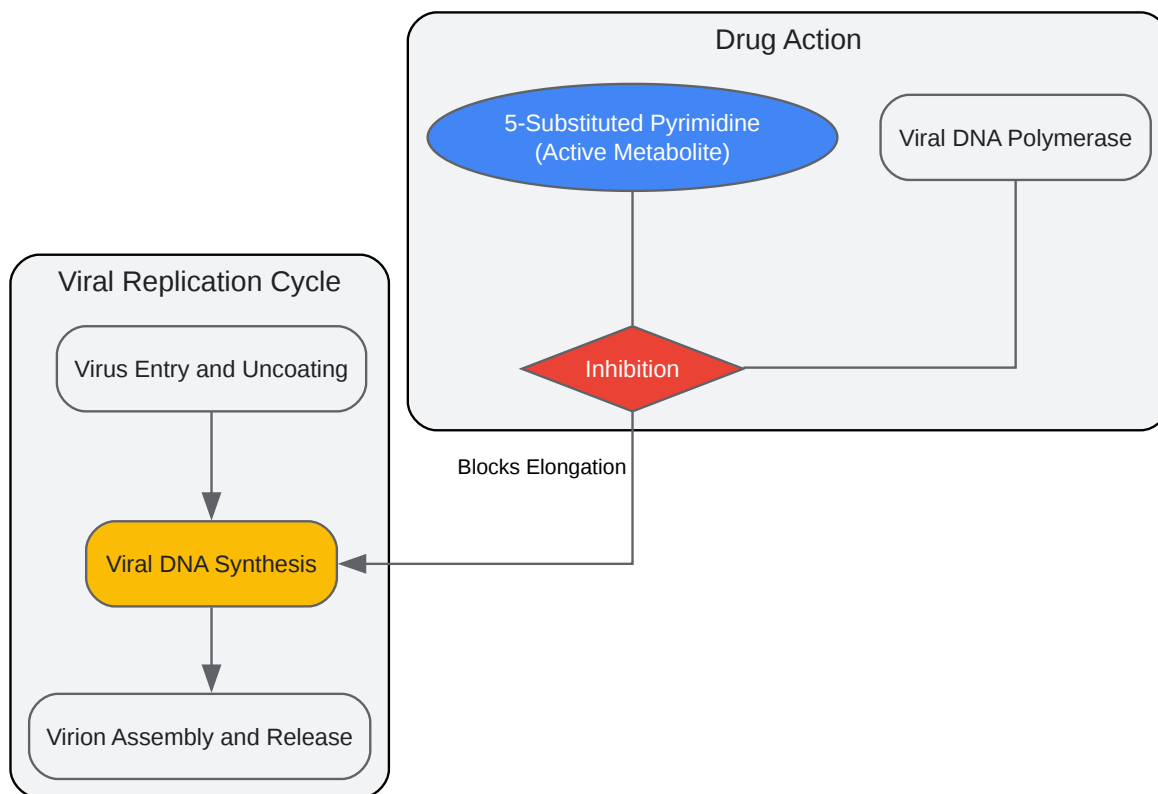 Drug Action
5-Substituted Pyrimidine
(Active Metabolite)
Viral DNA Polymerase
Inhibition
Blocks Elongation
Viral Replication Cycle
Virus Entry and Uncoating
Viral DNA Synthesis
Virion Assembly and Release